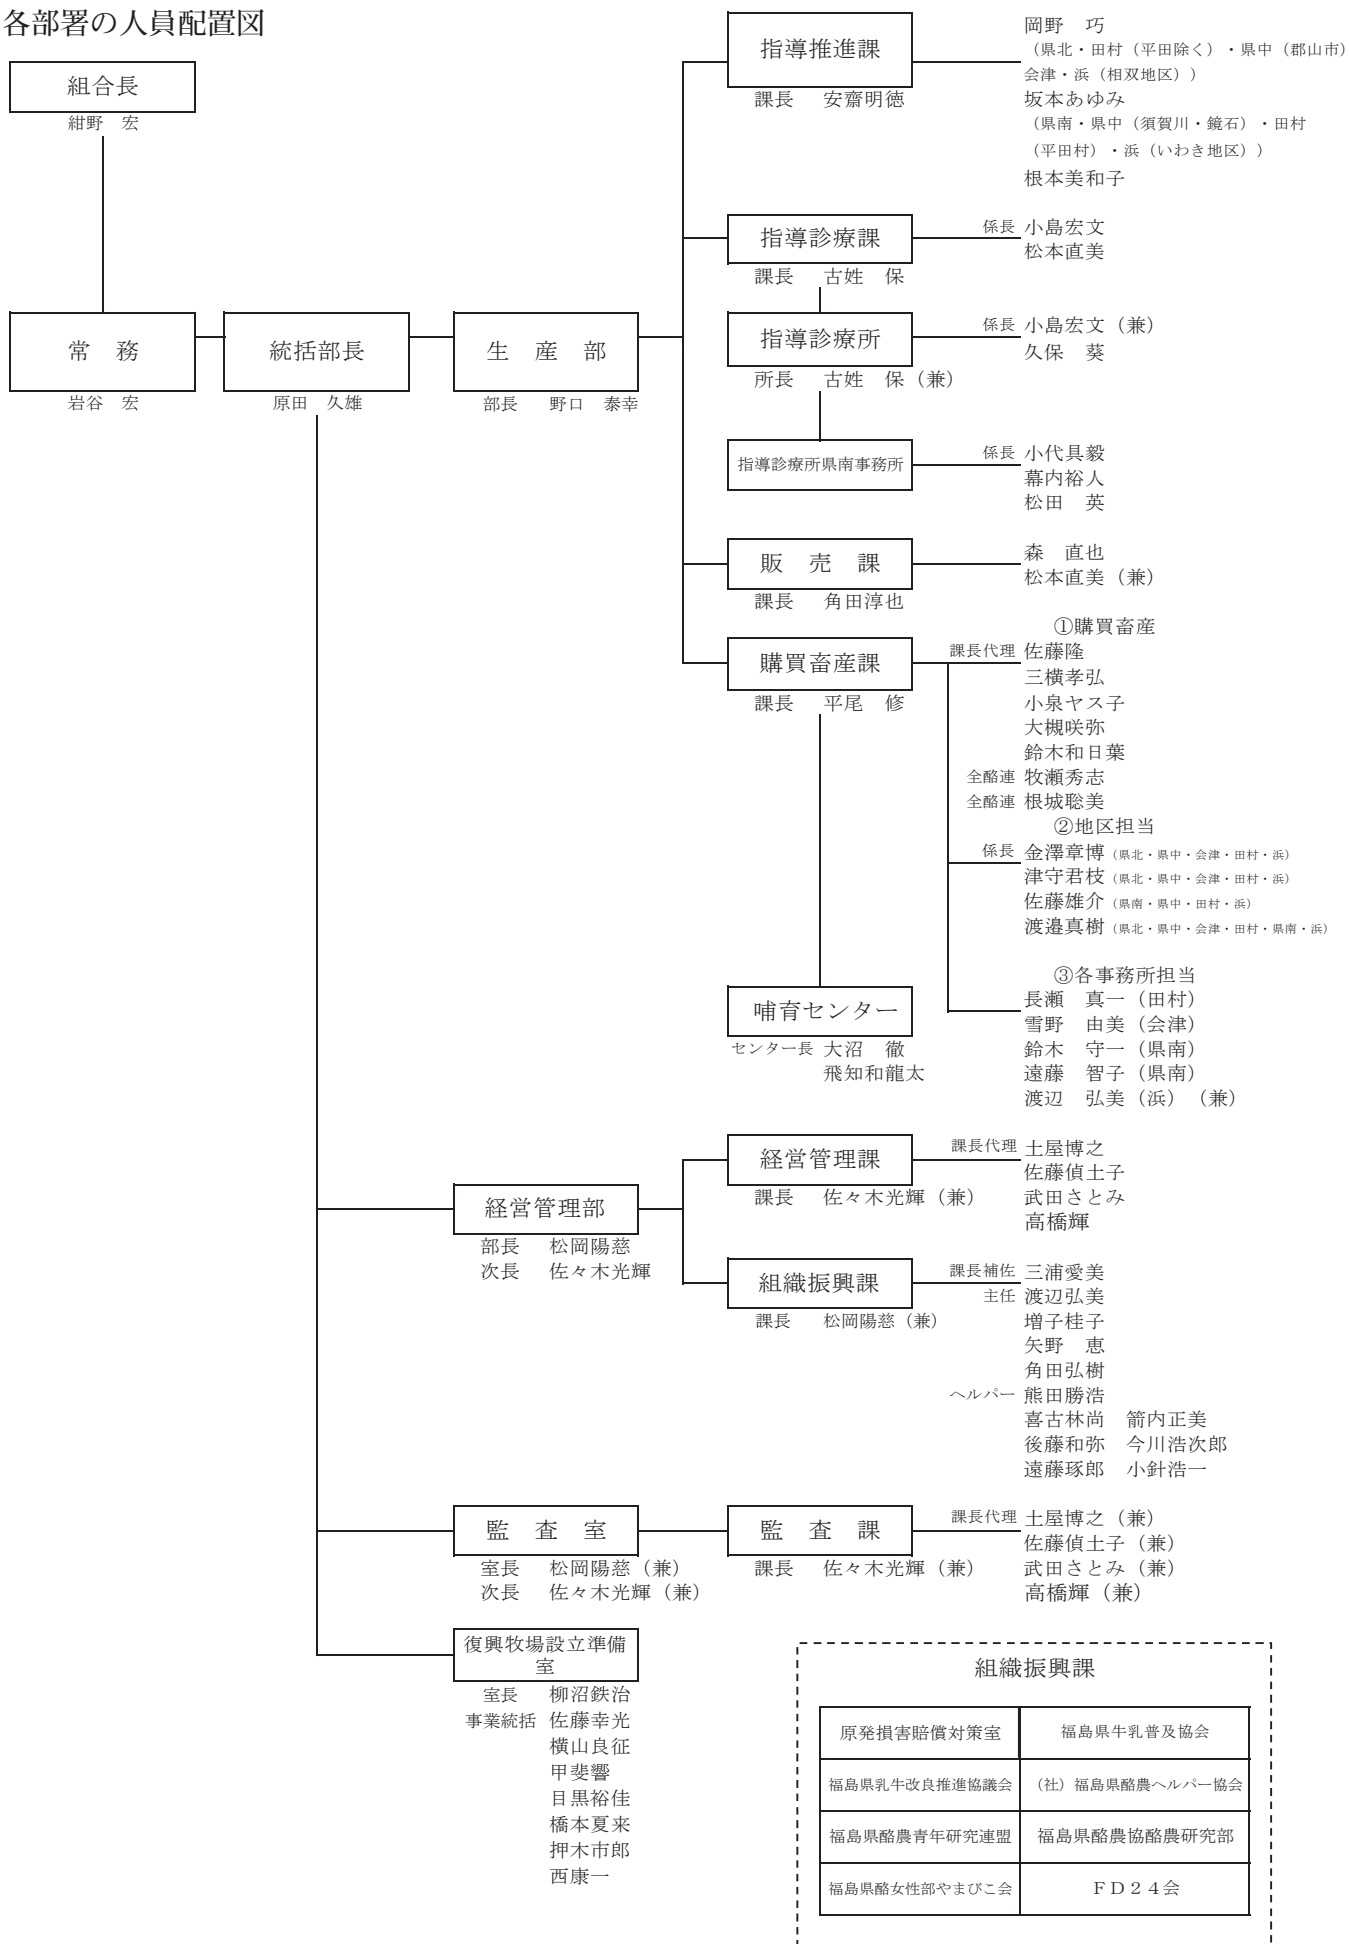 各部署の人員配置図
組合長
紺野　宏
常　務
岩谷　宏
統括部長
原田　久雄
生　産　部
部長　野口　泰幸
指導推進課
課長　安齋明徳
岡野　巧
（県北・田村（平田除く）・県中（郡山市）
会津・浜（相双地区））
坂本あゆみ
（県南・県中（須賀川・鏡石）・田村
（平田村）・浜（いわき地区））
根本美和子
指導診療課
課長　古姓　保
係長 小島宏文
松本直美
指導診療所
所長　古姓　保（兼）
係長 小島宏文（兼）
久保　葵
指導診療所県南事務所
係長 小代具毅
幕内裕人
松田　英
販　売　課
課長　角田淳也
森　直也
松本直美（兼）
購買畜産課
課長　平尾　修
①購買畜産
課長代理 佐藤隆
三横孝弘
小泉ヤス子
大槻咲弥
鈴木和日葉
全酪連 牧瀬秀志
全酪連 根城聡美
②地区担当
係長 金澤章博（県北・県中・会津・田村・浜）
津守君枝（県北・県中・会津・田村・浜）
佐藤雄介（県南・県中・田村・浜）
渡邉真樹（県北・県中・会津・田村・県南・浜）
③各事務所担当
長瀬　真一（田村）
雪野　由美（会津）
鈴木　守一（県南）
遠藤　智子（県南）
渡辺　弘美（浜）（兼）
哺育センター
センター長 大沼　徹
飛知和龍太
経営管理部
部長　松岡陽慈
次長　佐々木光輝
経営管理課
課長　佐々木光輝（兼）
課長代理 土屋博之
佐藤偵土子
武田さとみ
高橋輝
組織振興課
課長　松岡陽慈（兼）
課長補佐 三浦愛美
主任 渡辺弘美
増子桂子
矢野　恵
角田弘樹
ヘルパー 熊田勝浩
喜古林尚　箭内正美
後藤和弥　今川浩次郎
遠藤琢郎　小針浩一
監　査　室
室長　松岡陽慈（兼）
次長　佐々木光輝（兼）
監　査　課
課長　佐々木光輝（兼）
課長代理 土屋博之（兼）
佐藤偵土子（兼）
武田さとみ（兼）
高橋輝（兼）
復興牧場設立準備
室
室長　柳沼鉄治
事業統括 佐藤幸光
横山良征
甲斐響
目黒裕佳
橋本夏来
押木市郎
西康一
組織振興課
原発損害賠償対策室　福島県牛乳普及協会
福島県乳牛改良推進協議会　（社）福島県酪農ヘルパー協会
福島県酪農青年研究連盟　福島県酪農協酪農研究部
福島県酪女性部やまびこ会　ＦＤ２４会